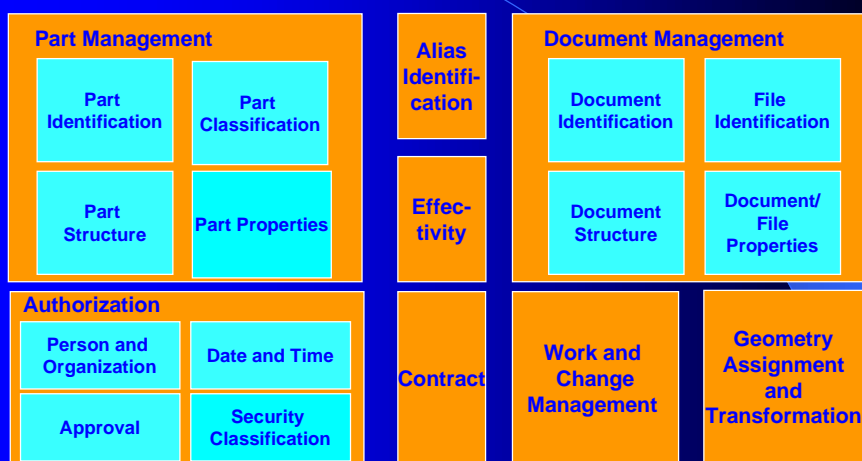 Part Management
Part
Identification
Part
Classification
Part
Structure
Part Properties
Alias
Identifi-
cation
Effec-
tivity
Document Management
Document
Identification
File
Identification
Document
Structure
Document/
File
Properties
Authorization
Person and
Organization
Date and Time
Approval
Security
Classification
Contract
Work and
Change
Management
Geometry
Assignment
and
Transformation